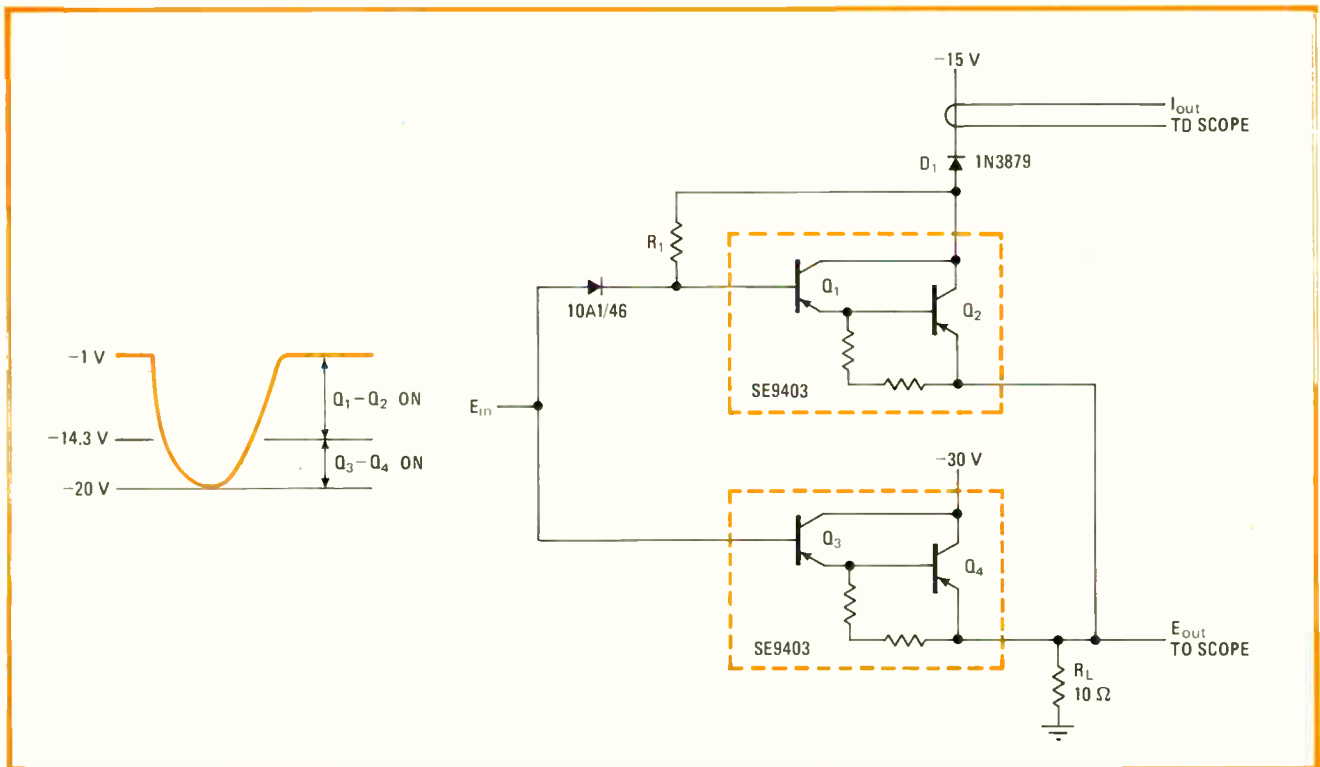 −15 V
I_out
TD SCOPE
D₁
1N3879
R₁
Q₁
Q₂
10A1/46
SE9403
−1 V
Q₁−Q₂ ON
−14.3 V
Q₃−Q₄ ON
−20 V
E_in
−30 V
Q₃
Q₄
SE9403
E_out
TO SCOPE
R_L
10 Ω